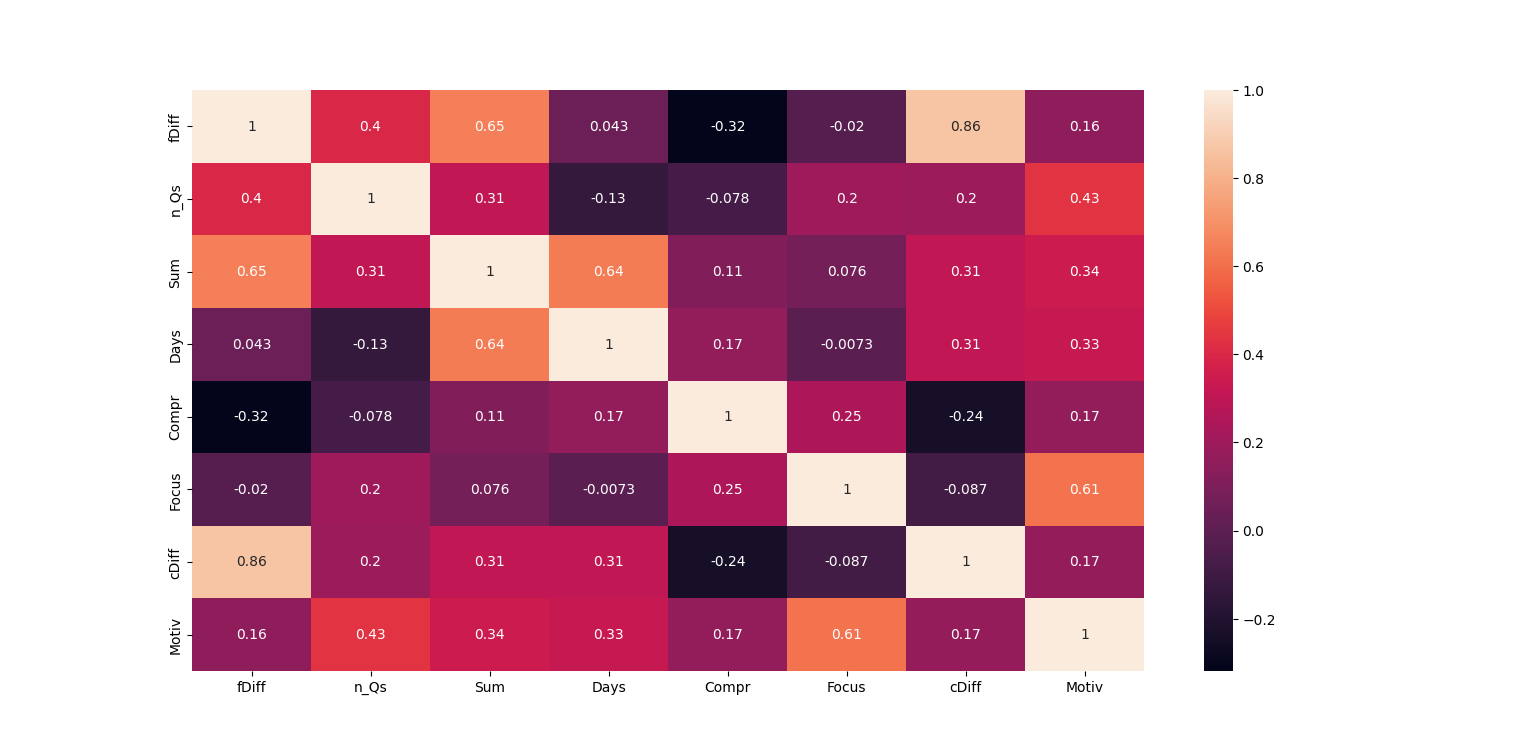 fDiff 1 0.4 0.65 0.043 -0.32 -0.02 0.86 0.16
n_Qs 0.4 1 0.31 -0.13 -0.078 0.2 0.2 0.43
Sum 0.65 0.31 1 0.64 0.11 0.076 0.31 0.34
Days 0.043 -0.13 0.64 1 0.17 -0.0073 0.31 0.33
Compr -0.32 -0.078 0.11 0.17 1 0.25 -0.24 0.17
Focus -0.02 0.2 0.076 -0.0073 0.25 1 -0.087 0.61
cDiff 0.86 0.2 0.31 0.31 -0.24 -0.087 1 0.17
Motiv 0.16 0.43 0.34 0.33 0.17 0.61 0.17 1
fDiff n_Qs Sum Days Compr Focus cDiff Motiv
1.0
0.8
0.6
0.4
0.2
0.0
−0.2